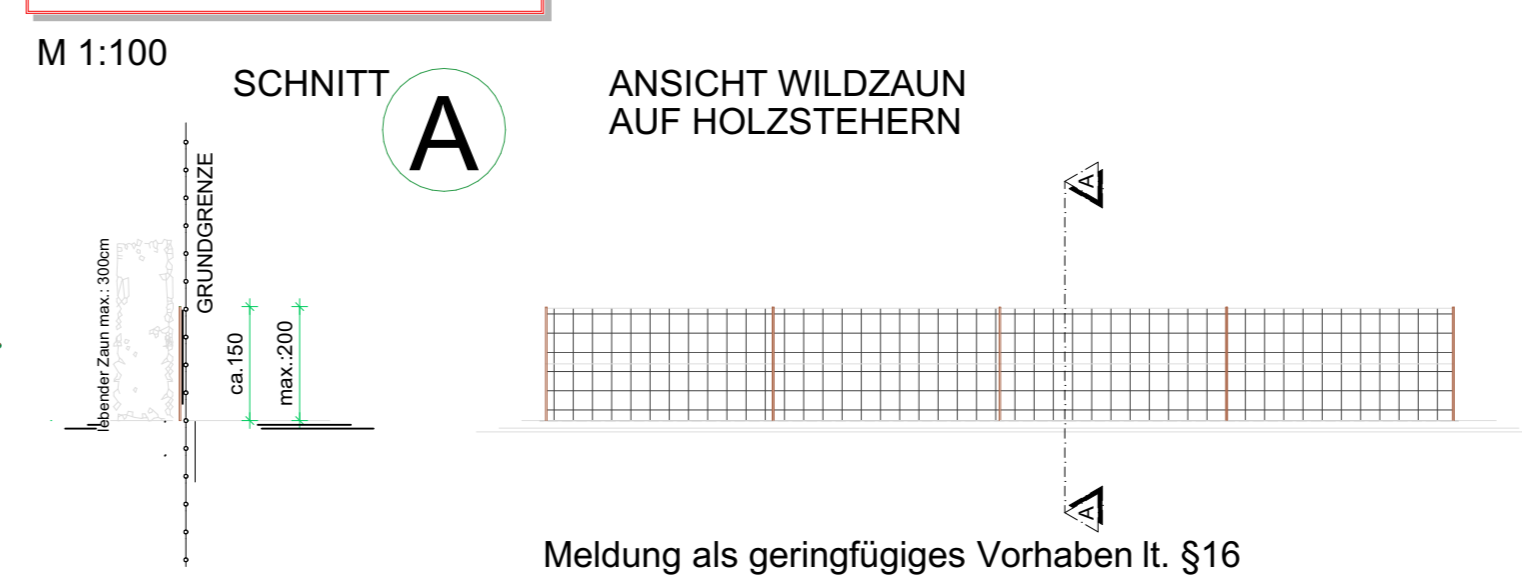 M 1:100
SCHNITT
A
ANSICHT WILDZAUN
AUF HOLZSTEHERN
A
GRUNDGRENZE
lebender Zaun max.: 300cm
ca.150
max.:200
A
Meldung als geringfügiges Vorhaben lt. §16